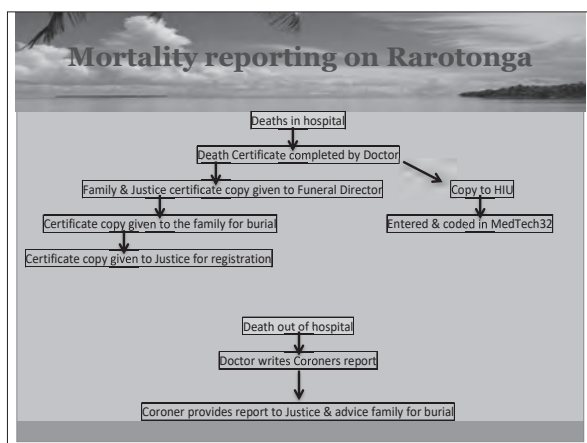 Mortality reporting on Rarotonga
Deaths in hospital
Death Certificate completed by Doctor
Family & Justice certificate copy given to Funeral Director
Copy to HIU
Certificate copy given to the family for burial
Entered & coded in MedTech32
Certificate copy given to Justice for registration
Death out of hospital
Doctor writes Coroners report
Coroner provides report to Justice & advice family for burial